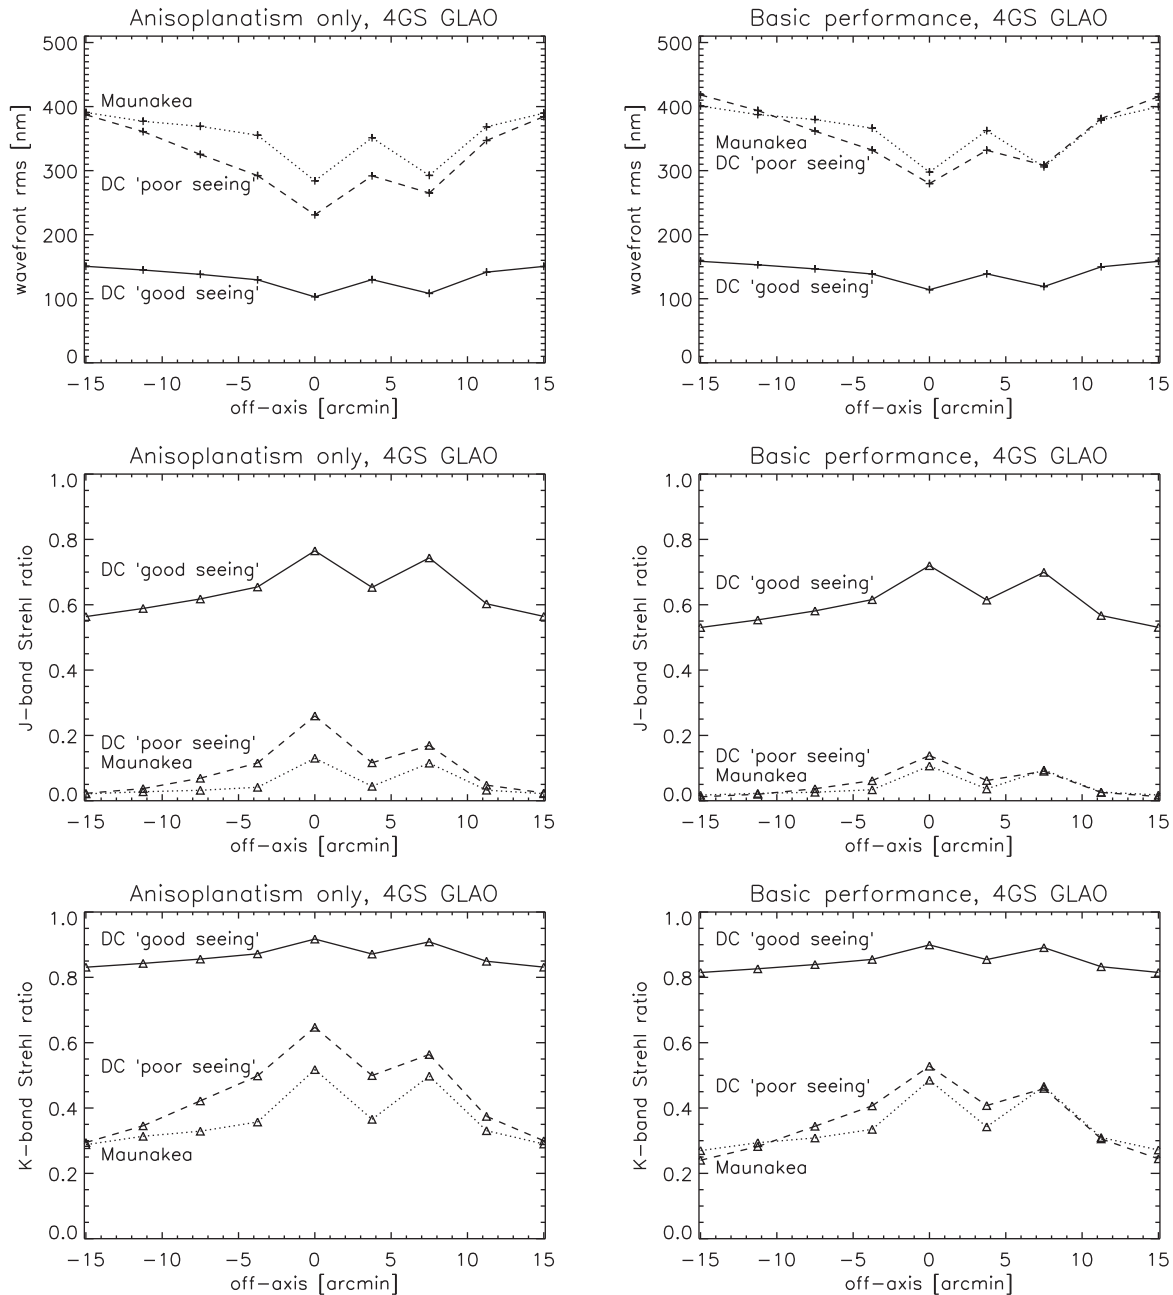 Anisoplanatism only, 4GS GLAO
wavefront rms [nm]
500
400
300
200
100
0
Maunakea
DC 'poor seeing'
DC 'good seeing'
−15 −10 −5 0 5 10 15
off−axis [arcmin]
Basic performance, 4GS GLAO
wavefront rms [nm]
500
400
300
200
100
0
Maunakea
DC 'poor seeing'
DC 'good seeing'
−15 −10 −5 0 5 10 15
off−axis [arcmin]
Anisoplanatism only, 4GS GLAO
J−band Strehl ratio
1.0
0.8
0.6
0.4
0.2
0.0
DC 'good seeing'
DC 'poor seeing'
Maunakea
−15 −10 −5 0 5 10 15
off−axis [arcmin]
Basic performance, 4GS GLAO
J−band Strehl ratio
1.0
0.8
0.6
0.4
0.2
0.0
DC 'good seeing'
DC 'poor seeing'
Maunakea
−15 −10 −5 0 5 10 15
off−axis [arcmin]
Anisoplanatism only, 4GS GLAO
K−band Strehl ratio
1.0
0.8
0.6
0.4
0.2
0.0
DC 'good seeing'
DC 'poor seeing'
Maunakea
−15 −10 −5 0 5 10 15
off−axis [arcmin]
Basic performance, 4GS GLAO
K−band Strehl ratio
1.0
0.8
0.6
0.4
0.2
0.0
DC 'good seeing'
DC 'poor seeing'
Maunakea
−15 −10 −5 0 5 10 15
off−axis [arcmin]